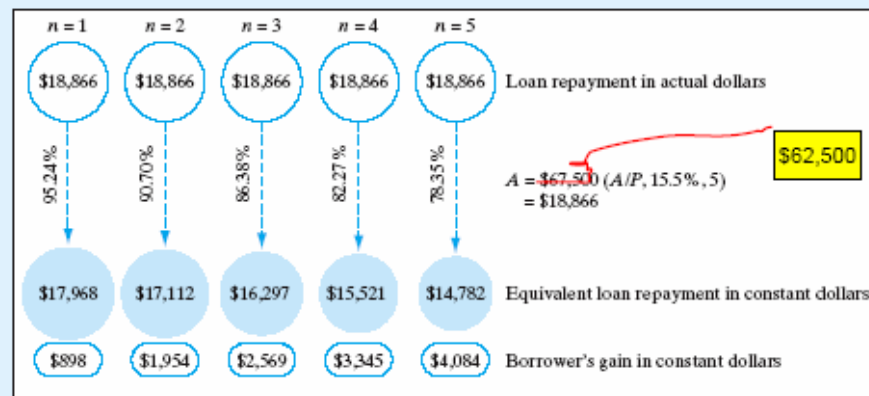 n = 1 n = 2 n = 3 n = 4 n = 5
$18,866 $18,866 $18,866 $18,866 $18,866 Loan repayment in actual dollars
95.24% 90.70% 86.38% 82.27% 78.35%
$62,500
A = $67,500 (A/P, 15.5%, 5)
= $18,866
$17,968 $17,112 $16,297 $15,521 $14,782 Equivalent loan repayment in constant dollars
$898 $1,954 $2,569 $3,345 $4,084 Borrower's gain in constant dollars